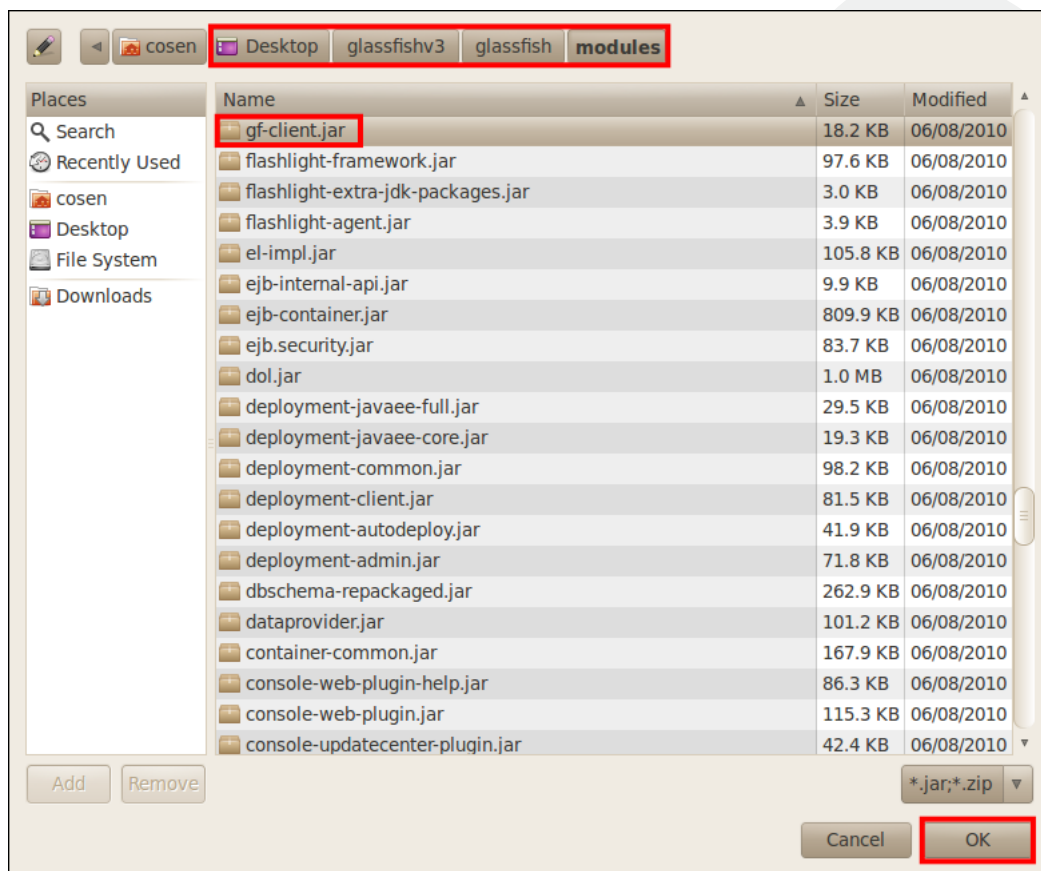 cosen Desktop glassfishv3 glassfish modules
Places Name Size Modified
Search gf-client.jar 18.2 KB 06/08/2010
Recently Used flashlight-framework.jar 97.6 KB 06/08/2010
cosen flashlight-extra-jdk-packages.jar 3.0 KB 06/08/2010
Desktop flashlight-agent.jar 3.9 KB 06/08/2010
File System el-impl.jar 105.8 KB 06/08/2010
Downloads ejb-internal-api.jar 9.9 KB 06/08/2010
ejb-container.jar 809.9 KB 06/08/2010
ejb.security.jar 83.7 KB 06/08/2010
dol.jar 1.0 MB 06/08/2010
deployment-javaee-full.jar 29.5 KB 06/08/2010
deployment-javaee-core.jar 19.3 KB 06/08/2010
deployment-common.jar 98.2 KB 06/08/2010
deployment-client.jar 81.5 KB 06/08/2010
deployment-autodeploy.jar 41.9 KB 06/08/2010
deployment-admin.jar 71.8 KB 06/08/2010
dbschema-repackaged.jar 262.9 KB 06/08/2010
dataprovider.jar 101.2 KB 06/08/2010
container-common.jar 167.9 KB 06/08/2010
console-web-plugin-help.jar 86.3 KB 06/08/2010
console-web-plugin.jar 115.3 KB 06/08/2010
console-updatecenter-plugin.jar 42.4 KB 06/08/2010
Add Remove *.jar;*.zip
Cancel OK